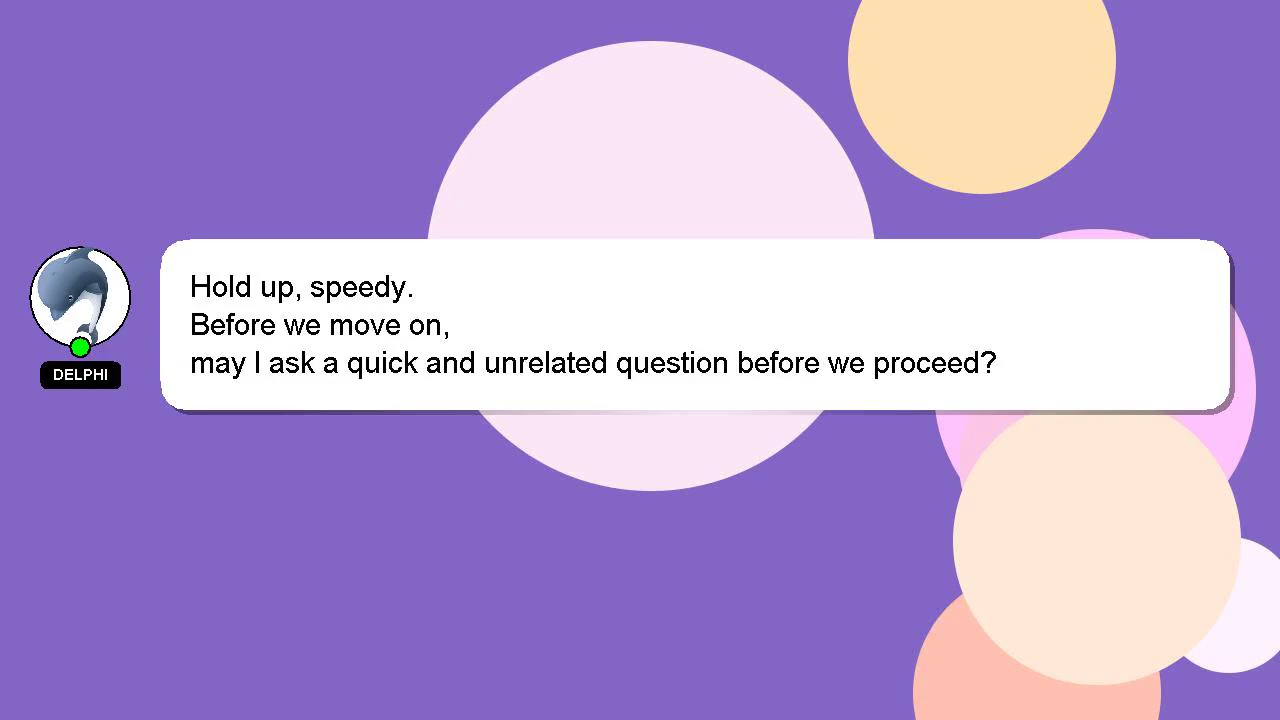 Hold up, speedy.
Before we move on,
may I ask a quick and unrelated question before we proceed?
DELPHI